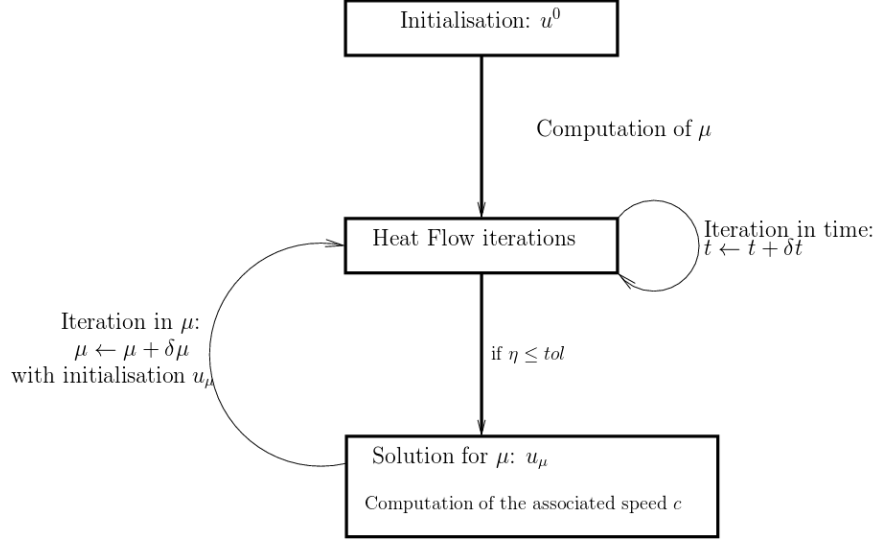 Initialisation: u⁰
Computation of μ
Heat Flow iterations
Iteration in time:
t ← t + δt
Iteration in μ:
μ ← μ + δμ
with initialisation u_μ
if η ≤ tol
Solution for μ: u_μ
Computation of the associated speed c